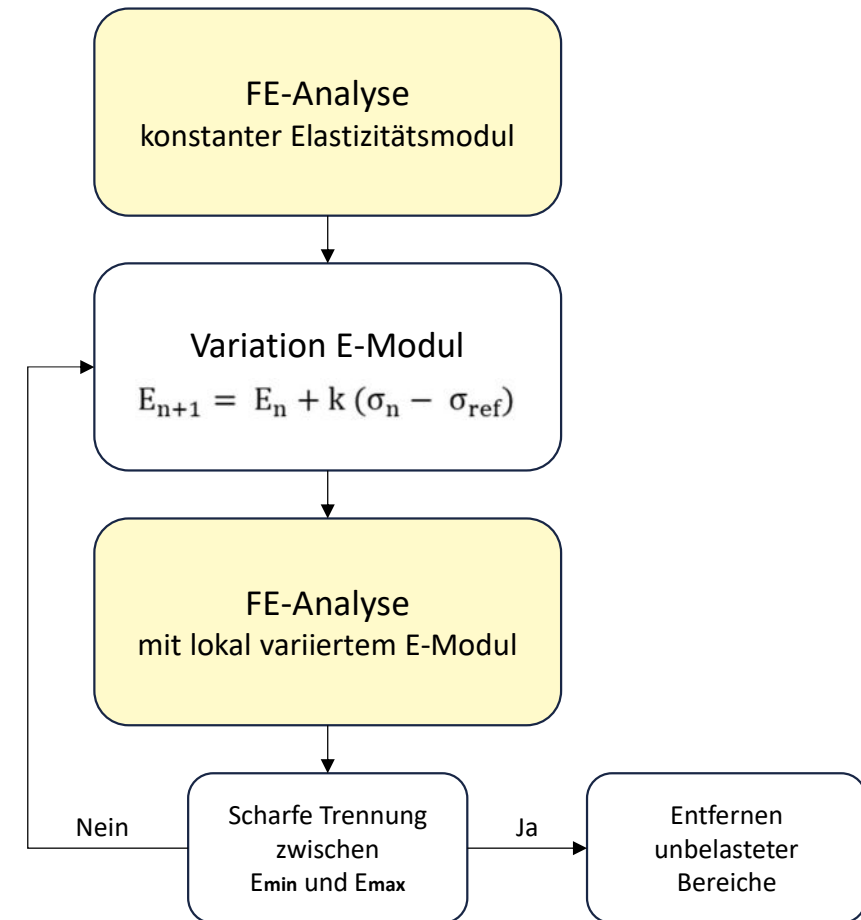 FE-Analyse
konstanter Elastizitätsmodul
Variation E-Modul
Eₙ₊₁ = Eₙ + k (σₙ − σref)
FE-Analyse
mit lokal variiertem E-Modul
Nein
Scharfe Trennung
zwischen
Emin und Emax
Ja
Entfernen
unbelasteter
Bereiche